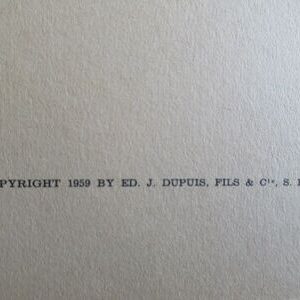 PYRIGHT 1959 BY ED. J. DUPUIS, FILS & Cie, S.